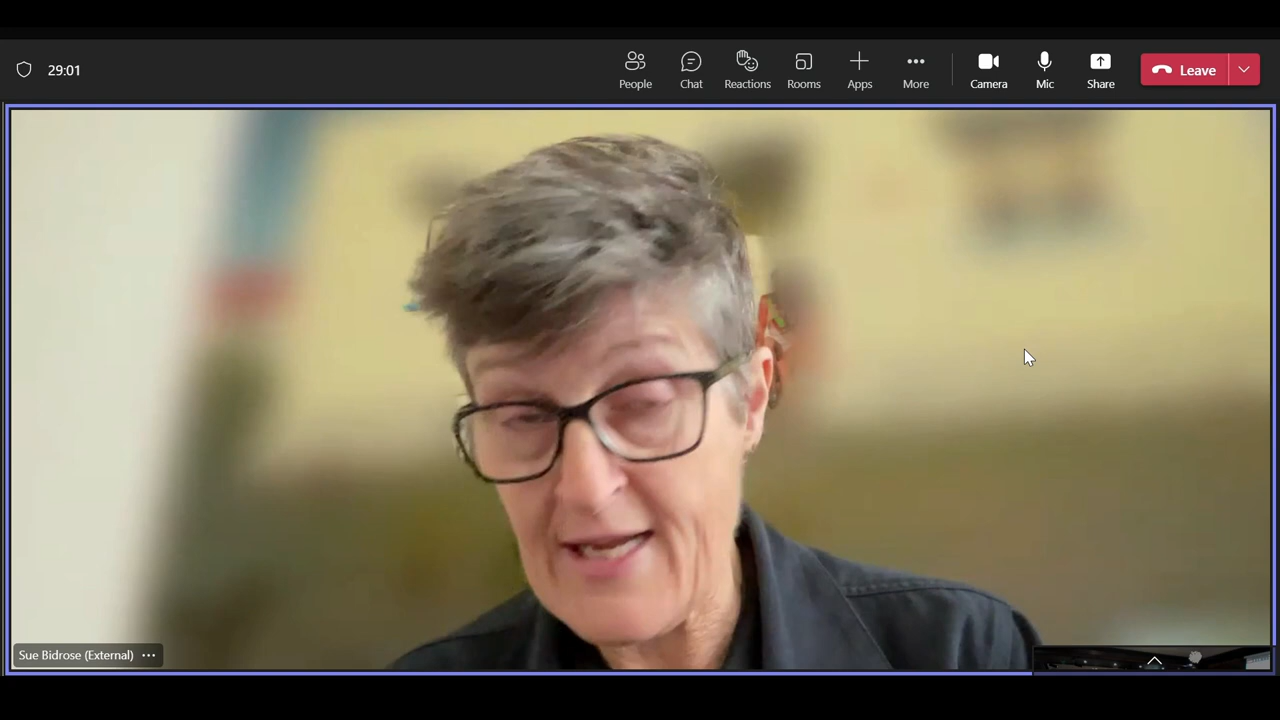 29:01
People
Chat
Reactions
Rooms
Apps
More
Camera
Mic
Share
Leave
Sue Bidrose (External)